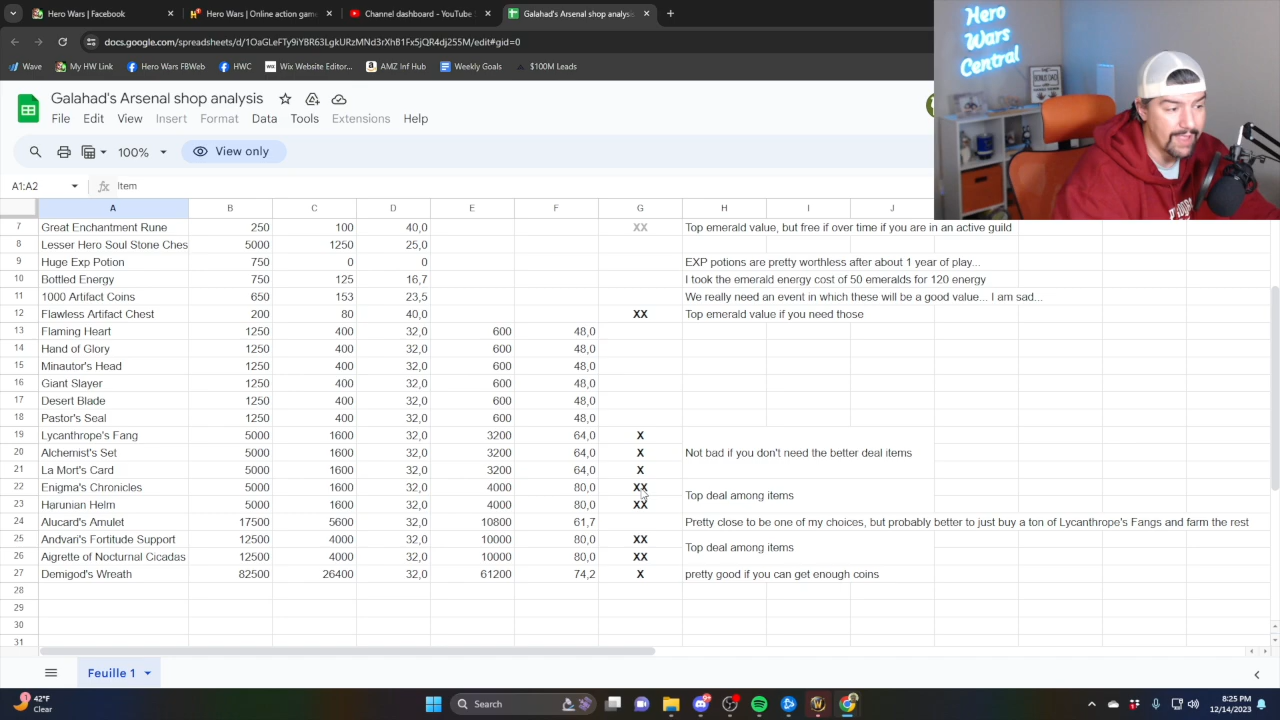 Hero Wars | Facebook
Hero Wars | Online action game
Channel dashboard - YouTube
Galahad's Arsenal shop analysis
docs.google.com/spreadsheets/d/1OaGLeFTy9iYBR63LgkURzMNd3rXhB1Fx5jQR4dj255M/edit#gid=0
Wave My HW Link Hero Wars FBWeb HWC Wix Website Editor... AMZ Inf Hub Weekly Goals $100M Leads
Hero
Wars
Central
Galahad's Arsenal shop analysis
File Edit View Insert Format Data Tools Extensions Help
100% View only
A1:A2 fx Item
A B C D E F G H I J
7 Great Enchantment Rune 250 100 40,0 XX Top emerald value, but free if over time if you are in an active guild
8 Lesser Hero Soul Stone Ches 5000 1250 25,0
9 Huge Exp Potion 750 0 0 EXP potions are pretty worthless after about 1 year of play...
10 Bottled Energy 750 125 16,7 I took the emerald energy cost of 50 emeralds for 120 energy
11 1000 Artifact Coins 650 153 23,5 We really need an event in which these will be a good value... I am sad...
12 Flawless Artifact Chest 200 80 40,0 XX Top emerald value if you need those
13 Flaming Heart 1250 400 32,0 600 48,0
14 Hand of Glory 1250 400 32,0 600 48,0
15 Minautor's Head 1250 400 32,0 600 48,0
16 Giant Slayer 1250 400 32,0 600 48,0
17 Desert Blade 1250 400 32,0 600 48,0
18 Pastor's Seal 1250 400 32,0 600 48,0
19 Lycanthrope's Fang 5000 1600 32,0 3200 64,0 X
20 Alchemist's Set 5000 1600 32,0 3200 64,0 X Not bad if you don't need the better deal items
21 La Mort's Card 5000 1600 32,0 3200 64,0 X
22 Enigma's Chronicles 5000 1600 32,0 4000 80,0 XX
Top deal among items
23 Harunian Helm 5000 1600 32,0 4000 80,0 XX
24 Alucard's Amulet 17500 5600 32,0 10800 61,7 Pretty close to be one of my choices, but probably better to just buy a ton of Lycanthrope's Fangs and farm the rest
25 Andvari's Fortitude Support 12500 4000 32,0 10000 80,0 XX
Top deal among items
26 Aigrette of Nocturnal Cicadas 12500 4000 32,0 10000 80,0 XX
27 Demigod's Wreath 82500 26400 32,0 61200 74,2 X pretty good if you can get enough coins
28
29
30
31
Feuille 1
42°F
Clear
Search
8:25 PM
12/14/2023